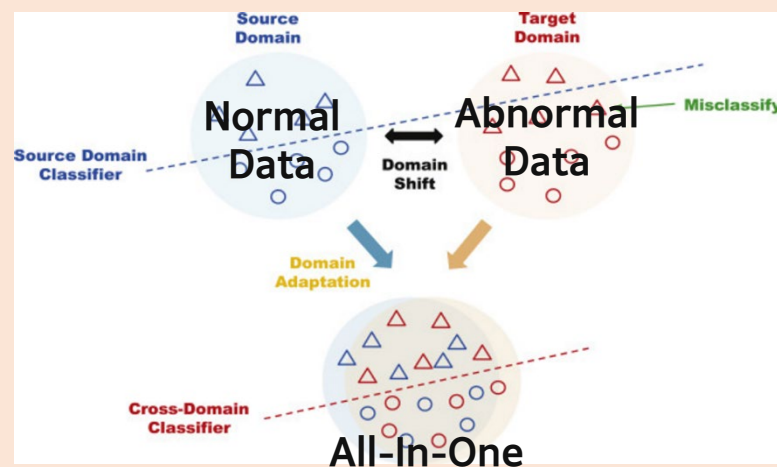 Source
Domain
Target
Domain
Normal
Data
Abnormal
Data
Misclassify
Source Domain
Classifier
Domain
Shift
Domain
Adaptation
Cross-Domain
Classifier
All-In-One